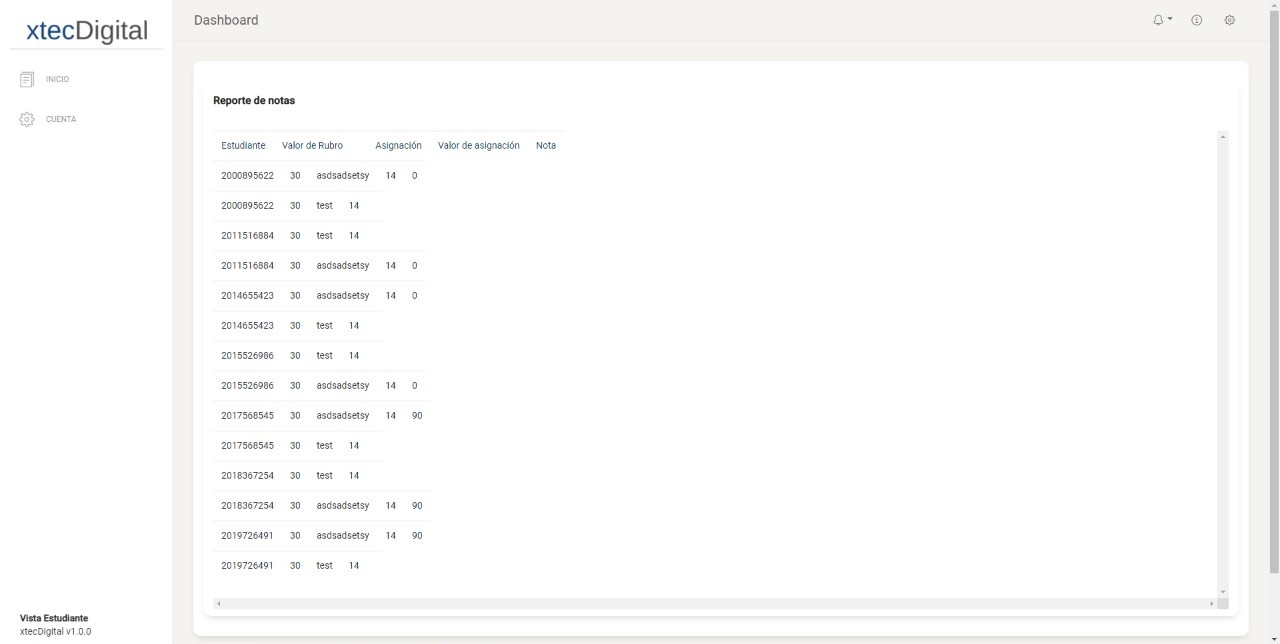 xtecDigital
Dashboard
INICIO
CUENTA
Reporte de notas
Estudiante Valor de Rubro Asignación Valor de asignación Nota
2000895622 30 asdsadsetsy 14 0
2000895622 30 test 14
2011516884 30 test 14
2011516884 30 asdsadsetsy 14 0
2014655423 30 asdsadsetsy 14 0
2014655423 30 test 14
2015526986 30 test 14
2015526986 30 asdsadsetsy 14 0
2017568545 30 asdsadsetsy 14 90
2017568545 30 test 14
2018367254 30 test 14
2018367254 30 asdsadsetsy 14 90
2019726491 30 asdsadsetsy 14 90
2019726491 30 test 14
Vista Estudiante
xtecDigital v1.0.0